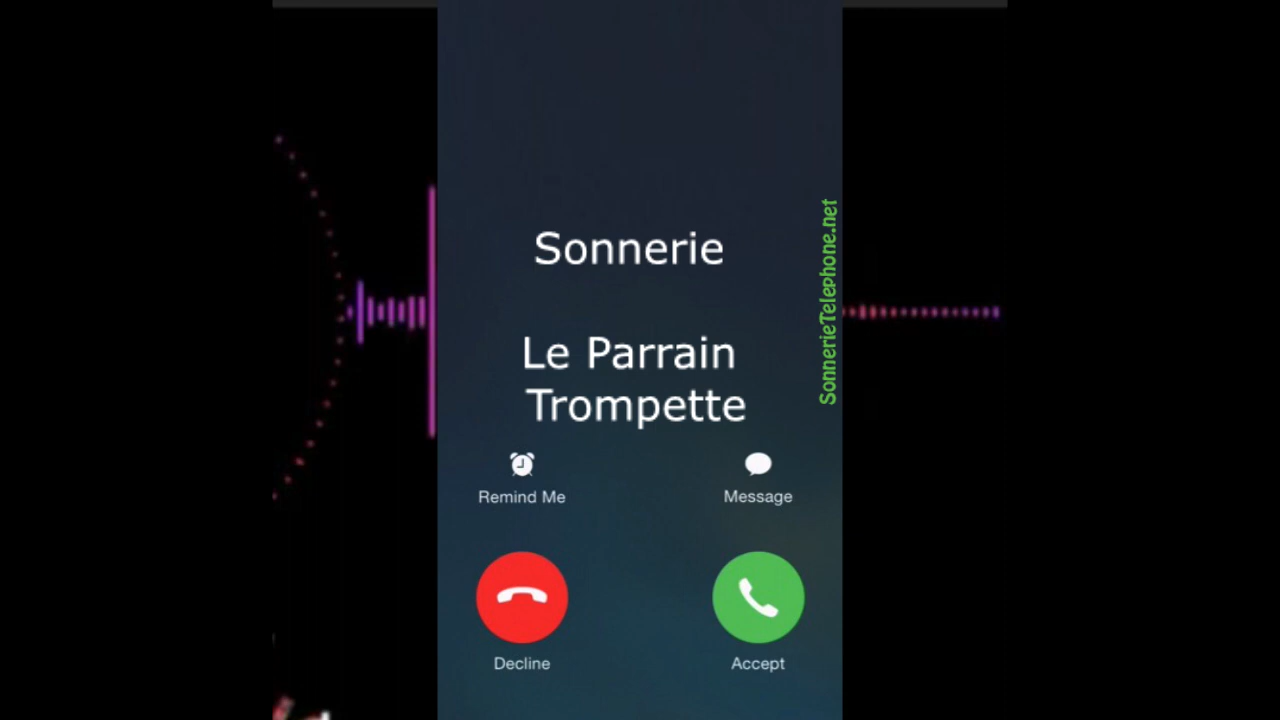 Sonnerie
Le Parrain
Trompette
SonnerieTelephone.net
Remind Me
Message
Decline
Accept